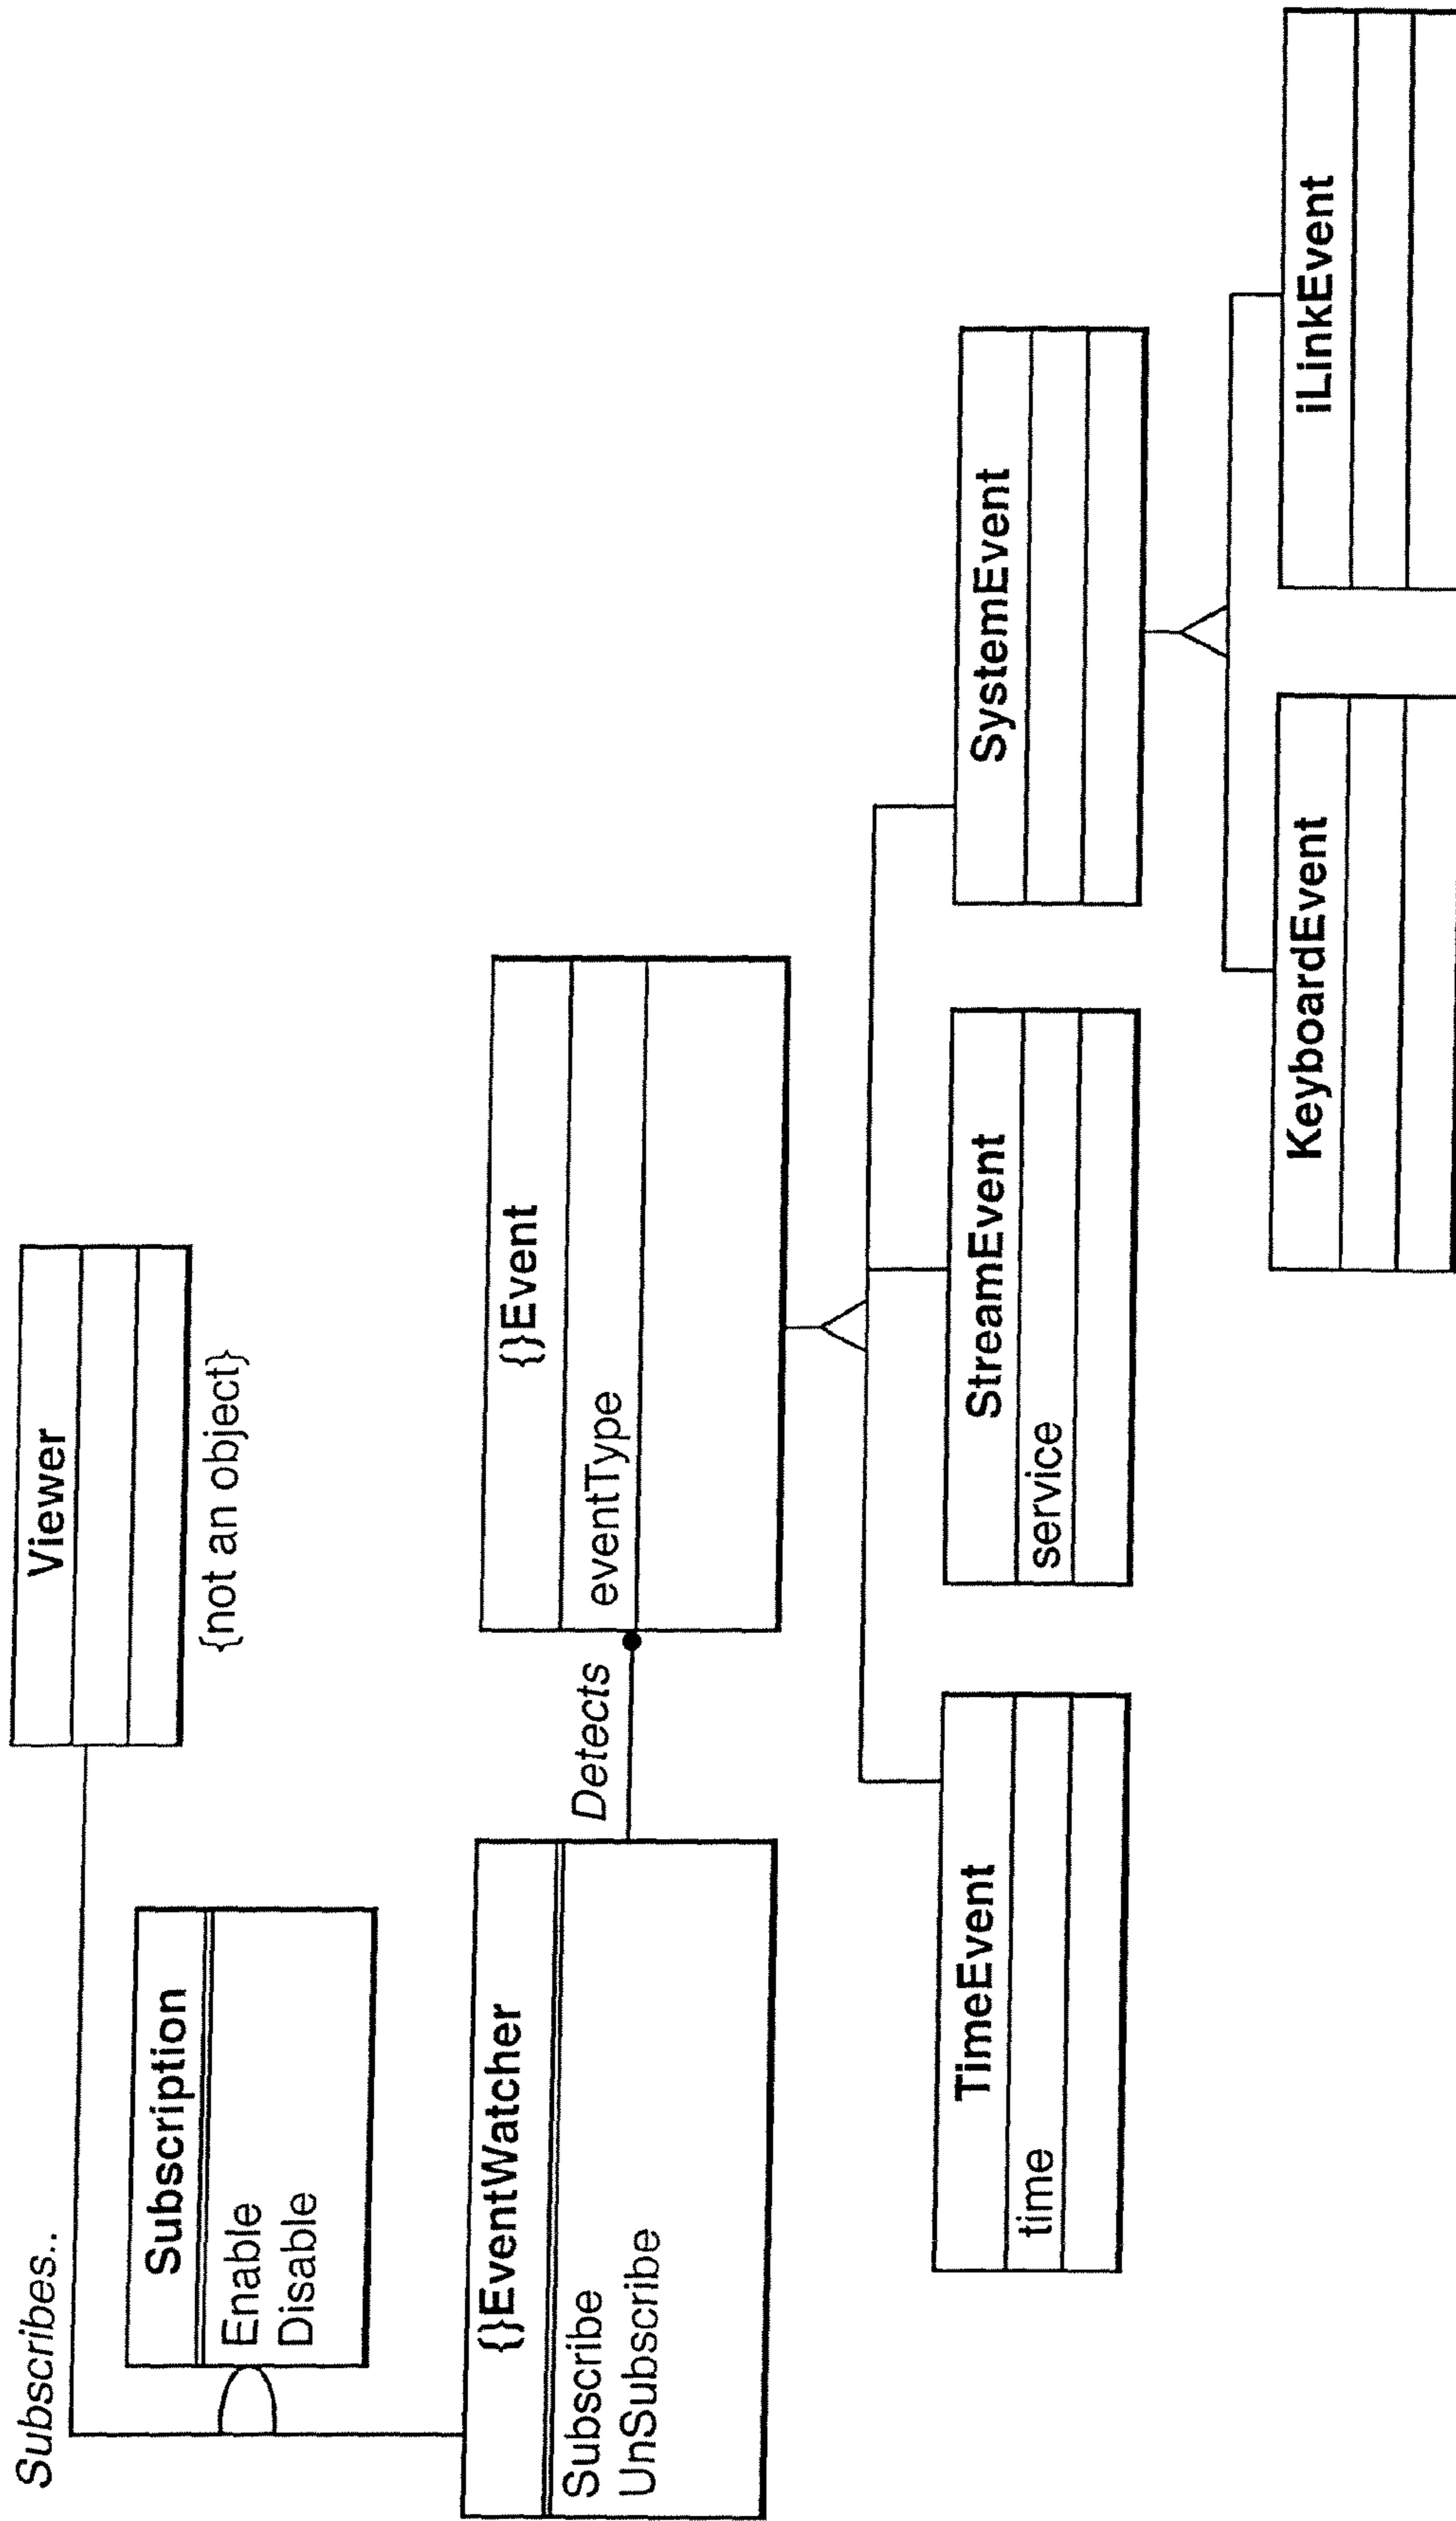 Subscribes..
Viewer
{not an object}
Subscription
Enable
Disable
{}EventWatcher
Subscribe
UnSubscribe
Detects
{}Event
eventType
TimeEvent
time
StreamEvent
service
SystemEvent
KeyboardEvent
iLinkEvent